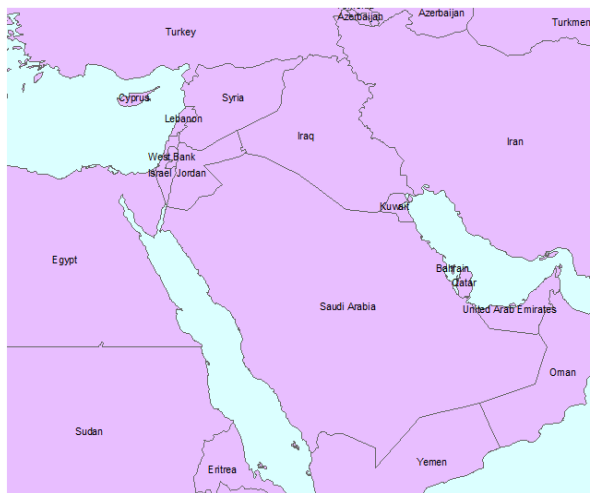 Azerbaijan
Azerbaijan
Turkmen
Turkey
Cyprus
Syria
Lebanon
Iraq
Iran
West Bank
Israel
Jordan
Kuwait
Egypt
Bahrain
Qatar
Saudi Arabia
United Arab Emirates
Oman
Sudan
Eritrea
Yemen